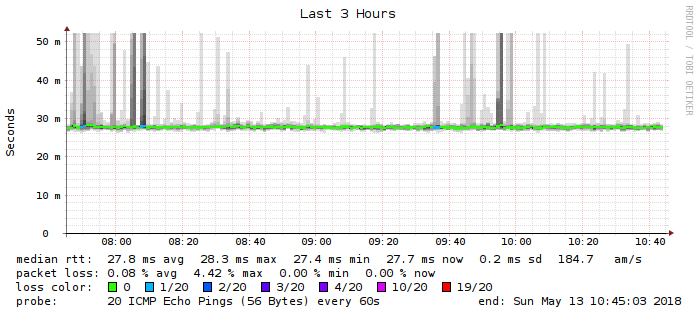 Last 3 Hours
RRDTOOL / TOBI OETIKER
Seconds
50 m
40 m
30 m
20 m
10 m
0
08:00 08:20 08:40 09:00 09:20 09:40 10:00 10:20 10:40
median rtt: 27.8 ms avg 28.3 ms max 27.4 ms min 27.7 ms now 0.2 ms sd 184.7 am/s
packet loss: 0.08 % avg 4.42 % max 0.00 % min 0.00 % now
loss color: 0 1/20 2/20 3/20 4/20 10/20 19/20
probe: 20 ICMP Echo Pings (56 Bytes) every 60s end: Sun May 13 10:45:03 2018